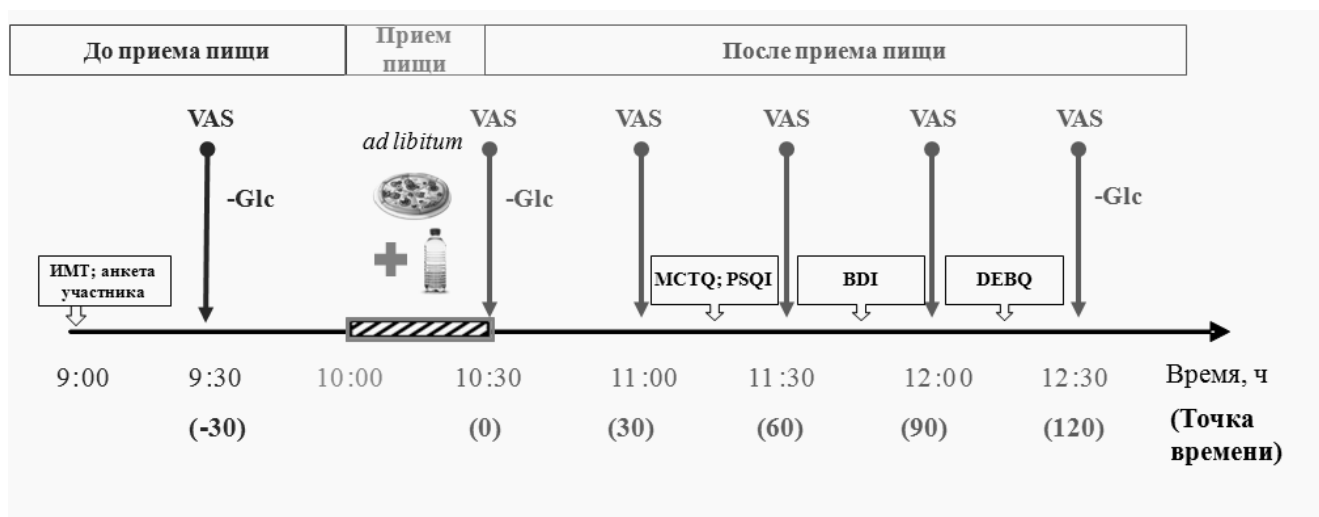 До приема пищи
Прием
пищи
После приема пищи
VAS
VAS
VAS
VAS
VAS
VAS
ad libitum
-Glc
-Glc
-Glc
ИМТ; анкета
участника
MCTQ; PSQI
BDI
DEBQ
9:00
9:30
10:00
10:30
11:00
11:30
12:00
12:30
Время, ч
(-30)
(0)
(30)
(60)
(90)
(120)
(Точка
времени)